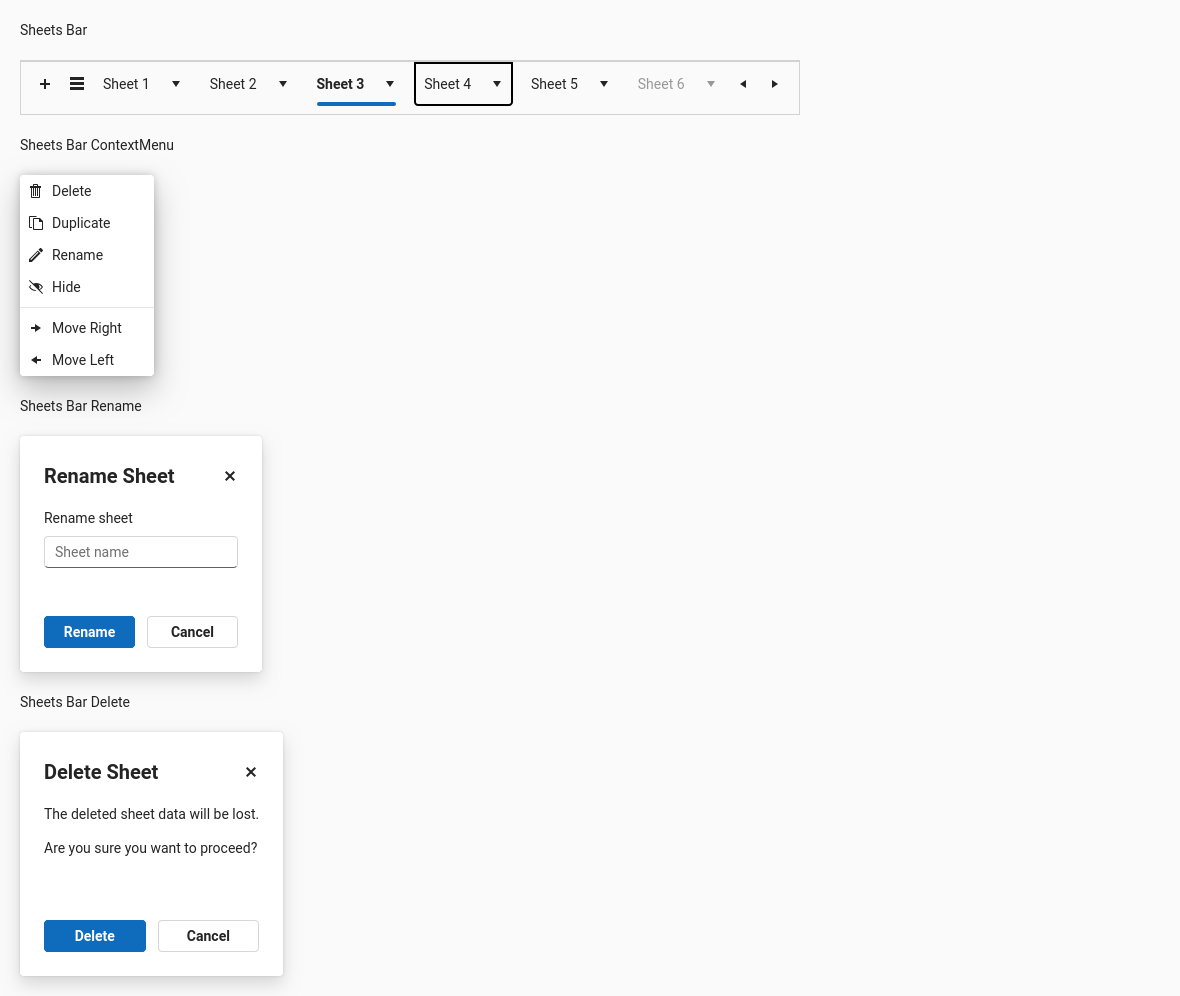 Sheets Bar
Sheet 1 Sheet 2 Sheet 3 Sheet 4 Sheet 5 Sheet 6
Sheets Bar ContextMenu
Delete
Duplicate
Rename
Hide
Move Right
Move Left
Sheets Bar Rename
Rename Sheet
Rename sheet
Sheet name
Rename Cancel
Sheets Bar Delete
Delete Sheet
The deleted sheet data will be lost.
Are you sure you want to proceed?
Delete Cancel